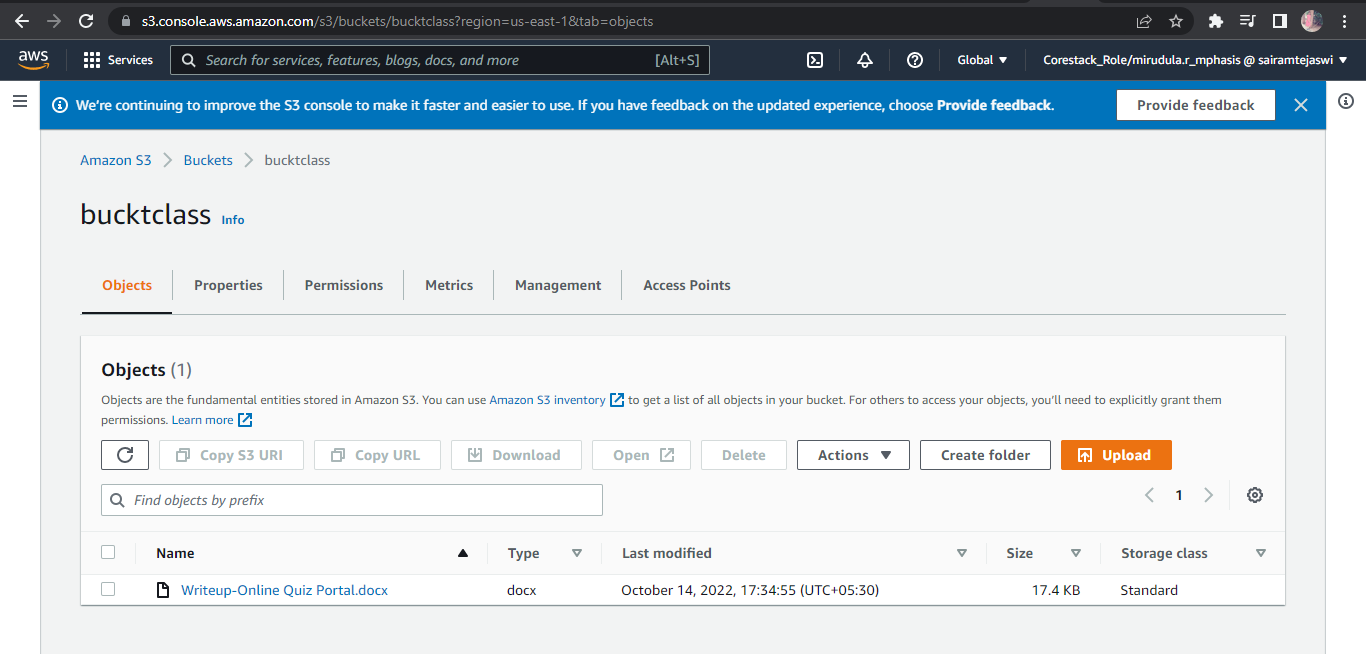 s3.console.aws.amazon.com/s3/buckets/bucktclass?region=us-east-1&tab=objects
aws Services Search for services, features, blogs, docs, and more [Alt+S] Global Corestack_Role/mirudula.r_mphasis @ sairamtejaswi
We're continuing to improve the S3 console to make it faster and easier to use. If you have feedback on the updated experience, choose Provide feedback. Provide feedback
Amazon S3 Buckets bucktclass
bucktclass Info
Objects Properties Permissions Metrics Management Access Points
Objects (1)
Objects are the fundamental entities stored in Amazon S3. You can use Amazon S3 inventory to get a list of all objects in your bucket. For others to access your objects, you'll need to explicitly grant them
permissions. Learn more
Copy S3 URI Copy URL Download Open Delete Actions Create folder Upload
Find objects by prefix 1
Name Type Last modified Size Storage class
Writeup-Online Quiz Portal.docx docx October 14, 2022, 17:34:55 (UTC+05:30) 17.4 KB Standard